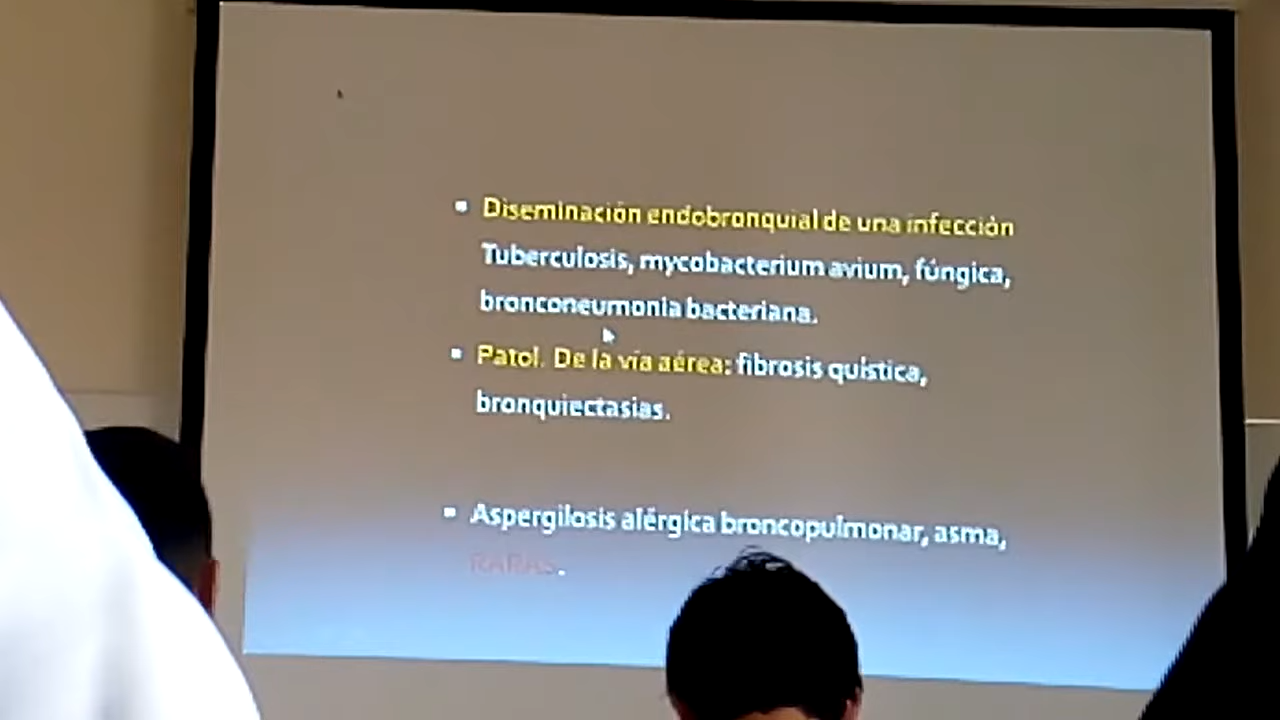 Diseminación endobronquial de una infección
Tuberculosis, mycobacterium avium, fúngica,
bronconeumonia bacteriana.
Patol. De la vía aérea: fibrosis quística,
bronquiectasias.
Aspergilosis alérgica broncopulmonar, asma,
RARAS.